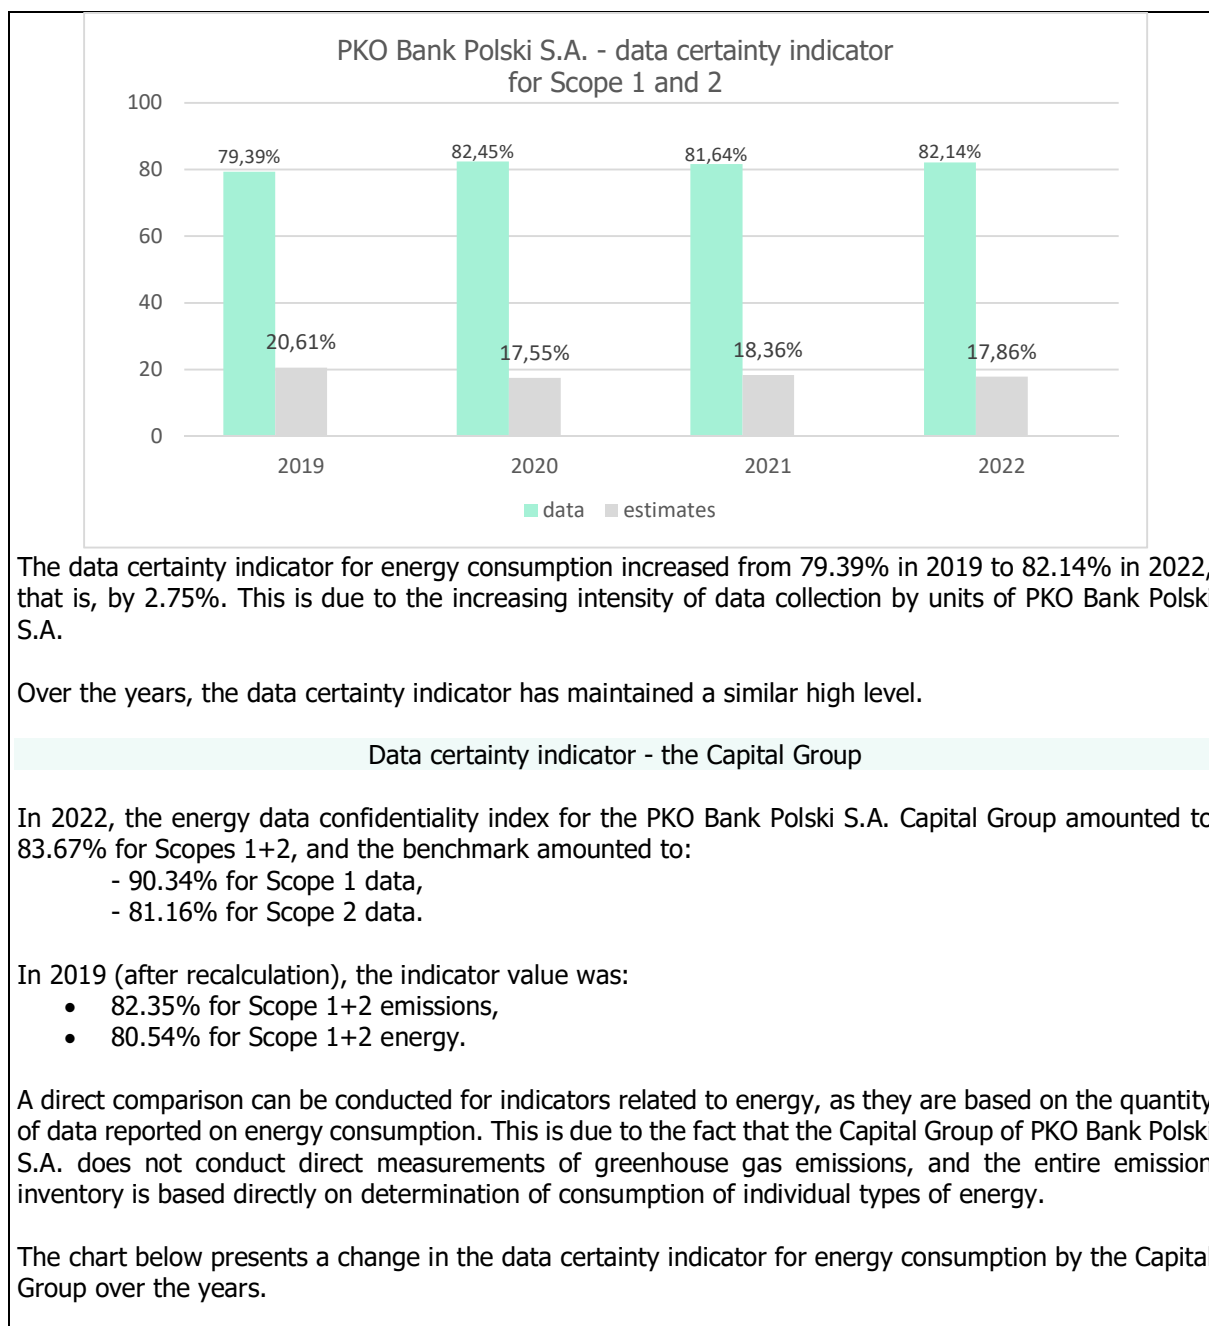 PKO Bank Polski S.A. - data certainty indicator
for Scope 1 and 2
100
80
60
40
20
0
79,39%
82,45%
81,64%
82,14%
20,61%
17,55%
18,36%
17,86%
2019
2020
2021
2022
data
estimates
The data certainty indicator for energy consumption increased from 79.39% in 2019 to 82.14% in 2022,
that is, by 2.75%. This is due to the increasing intensity of data collection by units of PKO Bank Polski
S.A.
Over the years, the data certainty indicator has maintained a similar high level.
Data certainty indicator - the Capital Group
In 2022, the energy data confidentiality index for the PKO Bank Polski S.A. Capital Group amounted to
83.67% for Scopes 1+2, and the benchmark amounted to:
- 90.34% for Scope 1 data,
- 81.16% for Scope 2 data.
In 2019 (after recalculation), the indicator value was:
• 82.35% for Scope 1+2 emissions,
• 80.54% for Scope 1+2 energy.
A direct comparison can be conducted for indicators related to energy, as they are based on the quantity
of data reported on energy consumption. This is due to the fact that the Capital Group of PKO Bank Polski
S.A. does not conduct direct measurements of greenhouse gas emissions, and the entire emission
inventory is based directly on determination of consumption of individual types of energy.
The chart below presents a change in the data certainty indicator for energy consumption by the Capital
Group over the years.